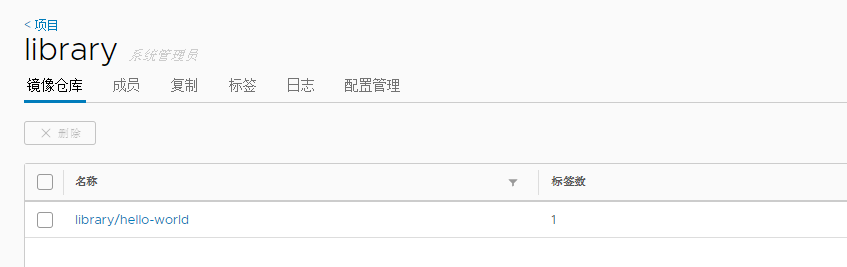 < 项目
library 系统管理员
镜像仓库 成员 复制 标签 日志 配置管理
× 删除
名称 标签数
library/hello-world 1